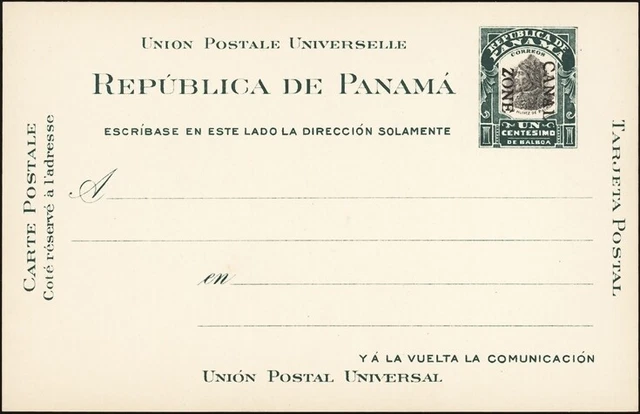 UNION POSTALE UNIVERSELLE
REPÚBLICA DE PANAMÁ
ESCRÍBASE EN ESTE LADO LA DIRECCIÓN SOLAMENTE
REPUBLICA DE
PANAMA
CORREOS
CANAL
ZONE
1 UN 1
CENTESIMO
DE BALBOA
CARTE POSTALE
Coté réservé à l'adresse
TARJETA POSTAL
A
en
Y Á LA VUELTA LA COMUNICACIÓN
UNIÓN POSTAL UNIVERSAL